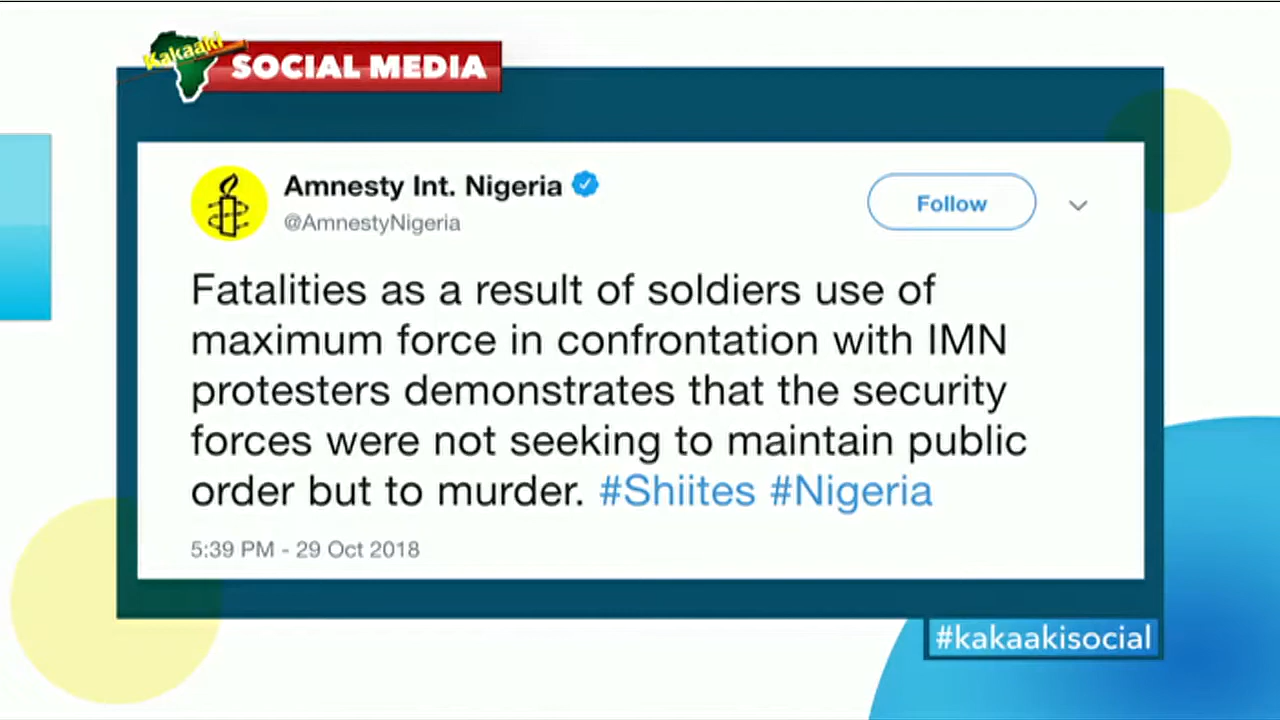 Kakaaki
SOCIAL MEDIA
Amnesty Int. Nigeria
@AmnestyNigeria
Follow
Fatalities as a result of soldiers use of
maximum force in confrontation with IMN
protesters demonstrates that the security
forces were not seeking to maintain public
order but to murder. #Shiites #Nigeria
5:39 PM - 29 Oct 2018
#kakaakisocial